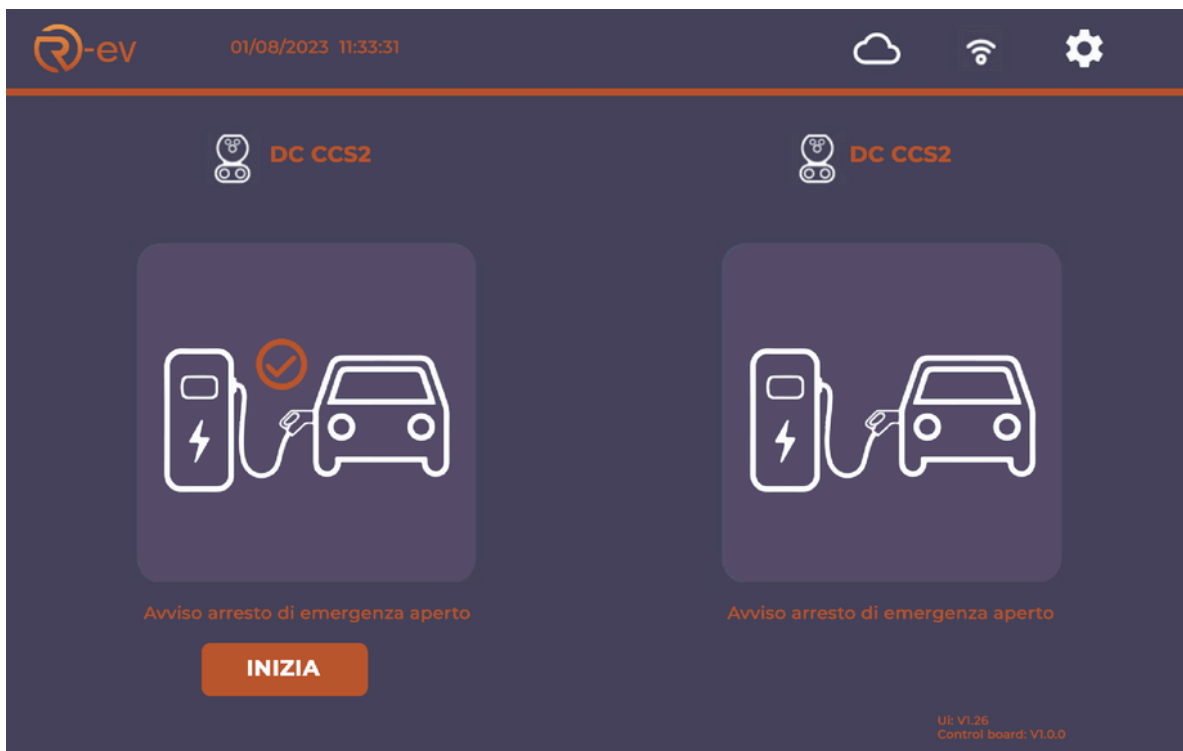 R-ev
01/08/2023 11:33:31
DC CCS2
DC CCS2
Avviso arresto di emergenza aperto
Avviso arresto di emergenza aperto
INIZIA
UI: V1.26
Control board: V1.0.0